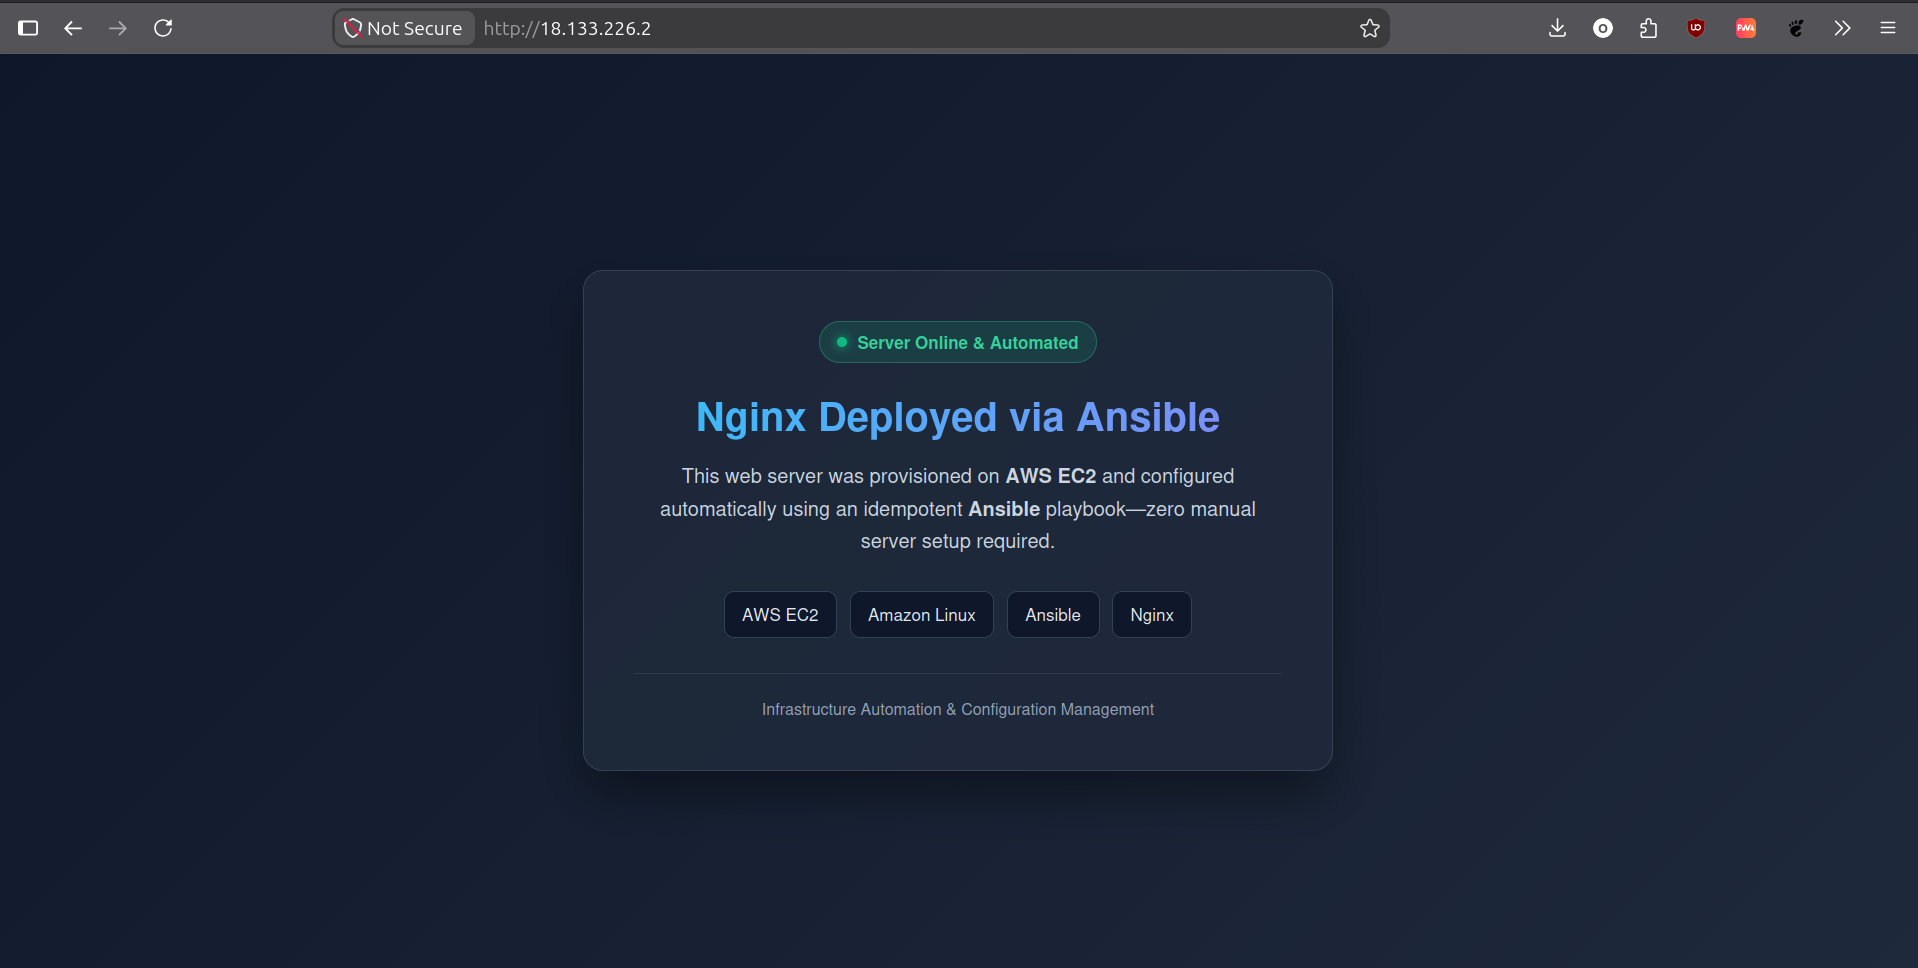 Not Secure http://18.133.226.2
Server Online & Automated
Nginx Deployed via Ansible
This web server was provisioned on AWS EC2 and configured
automatically using an idempotent Ansible playbook—zero manual
server setup required.
AWS EC2 Amazon Linux Ansible Nginx
Infrastructure Automation & Configuration Management